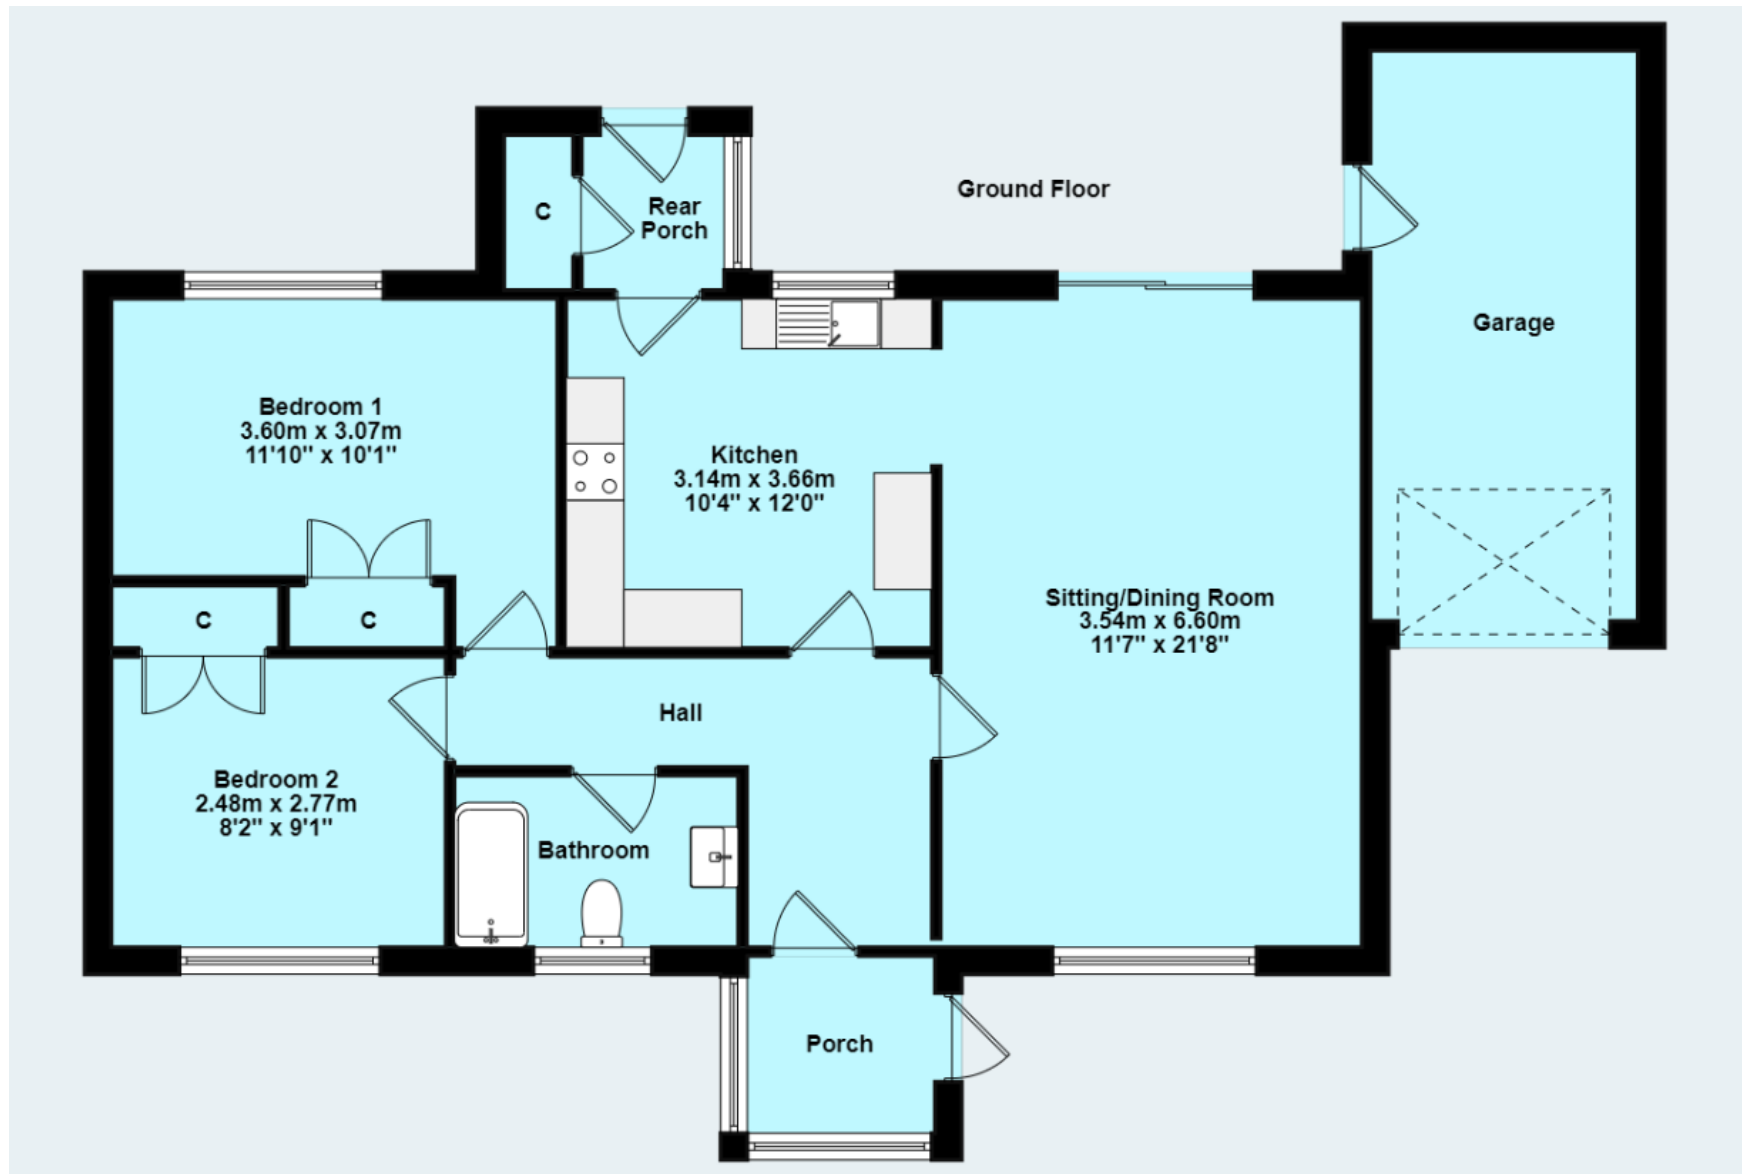 Ground Floor
C
Rear
Porch
Garage
Bedroom 1
3.60m x 3.07m
11'10" x 10'1"
Kitchen
3.14m x 3.66m
10'4" x 12'0"
Sitting/Dining Room
3.54m x 6.60m
11'7" x 21'8"
C
C
Hall
Bedroom 2
2.48m x 2.77m
8'2" x 9'1"
Bathroom
Porch